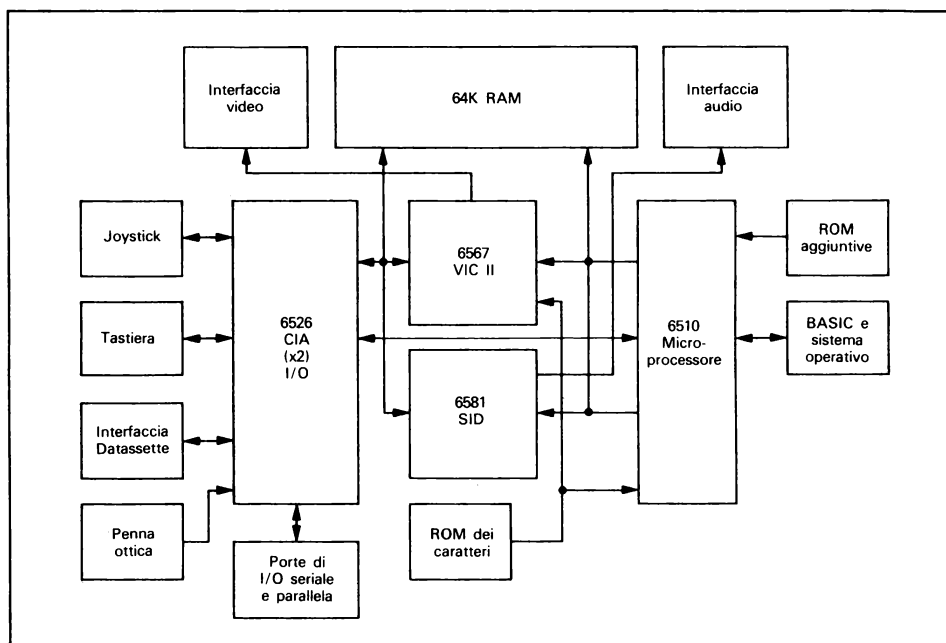 Interfaccia
video
64K RAM
Interfaccia
audio
Joystick
Tastiera
Interfaccia
Datassette
Penna
ottica
6526
CIA
(x2)
I/O
Porte di
I/O seriale
e parallela
6567
VIC II
6581
SID
ROM dei
caratteri
6510
Micro-
processore
ROM
aggiuntive
BASIC e
sistema
operativo